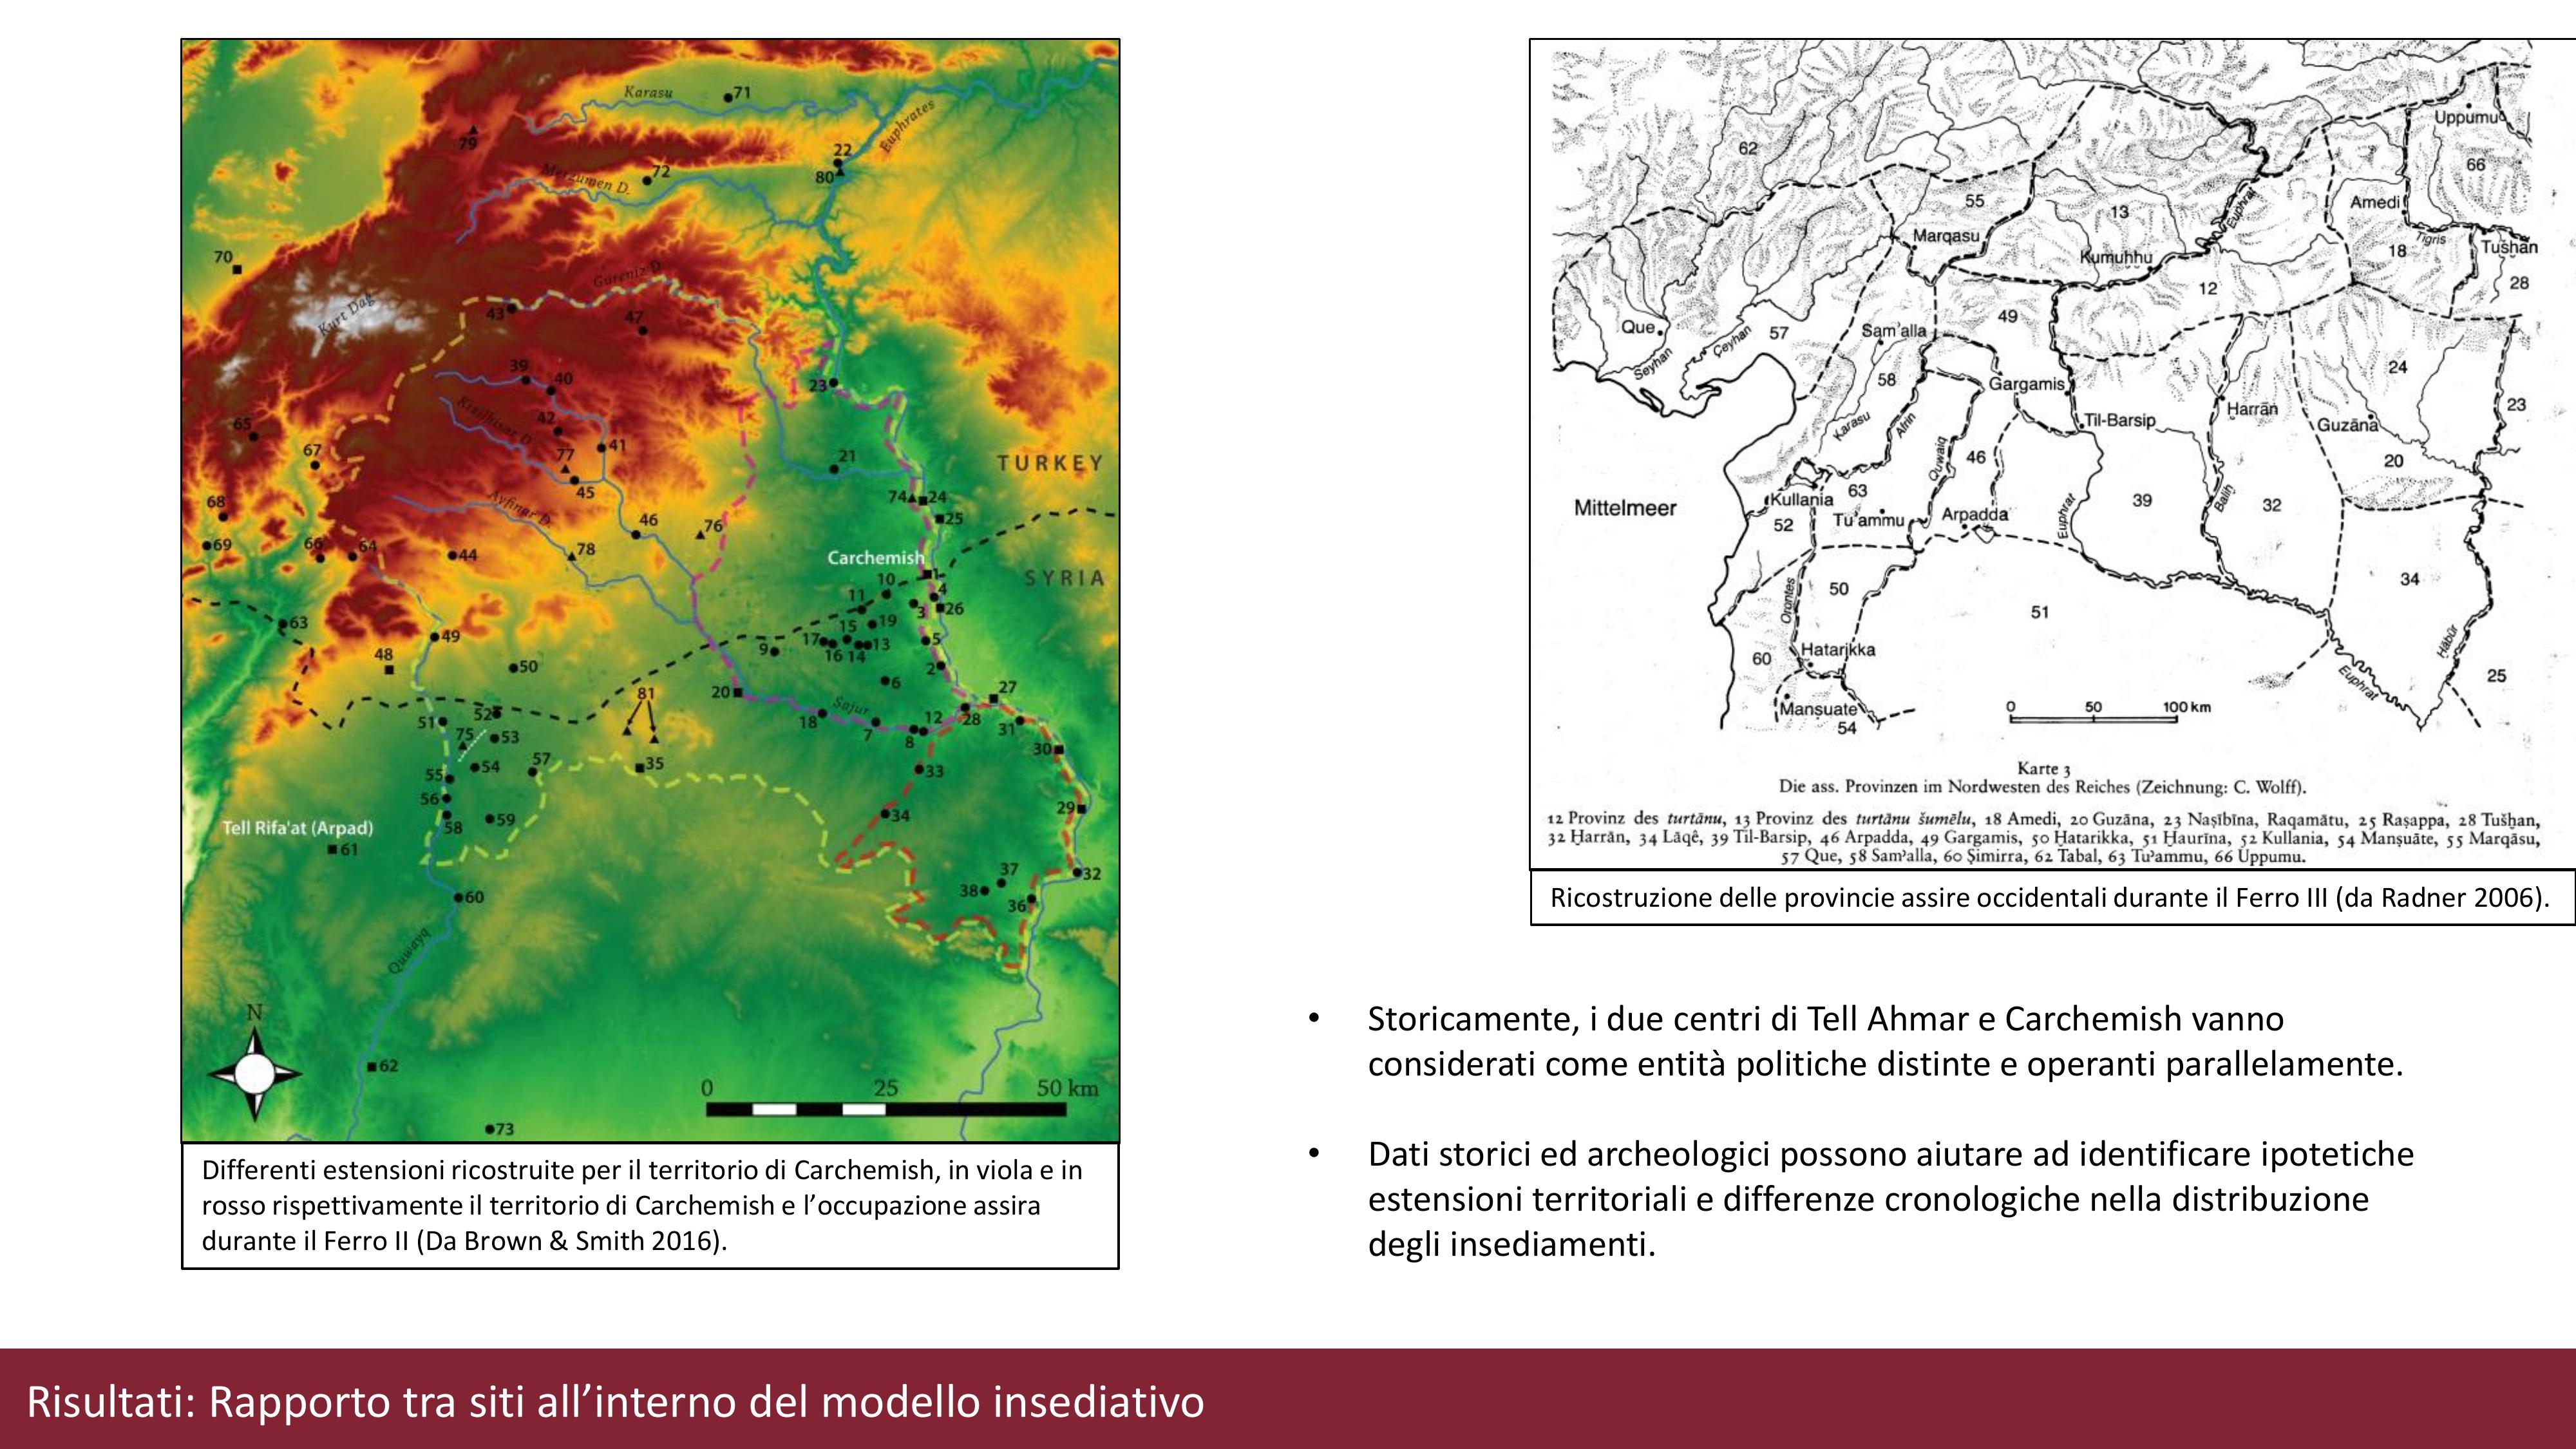 Karasu
71
79
Euphrates
22
80
Merzumen D.
72
70
Kurt Dağ
Gureniz D.
43
47
23
39
40
42
41
Kızılhisar D.
77
45
65
67
68
69
66
64
44
46
76
78
Ayfinar D.
21
TURKEY
74
24
25
Carchemish
1
SYRIA
10
4
11
3
26
63
15
19
17
13
16
14
5
49
9
48
50
2
6
20
81
27
Sajur
51
52
18
12
28
75
53
7
8
31
30
54
57
35
33
55
56
29
58
59
34
Tell Rifa'at (Arpad)
61
37
32
38
36
60
Quwayq
N
62
0 25 50 km
73
Differenti estensioni ricostruite per il territorio di Carchemish, in viola e in
rosso rispettivamente il territorio di Carchemish e l’occupazione assira
durante il Ferro II (Da Brown & Smith 2016).
Uppumu
62
66
55
13
Amedi
Euphrat
Marqasu
Kumuhhu
18
Tigris
Tušhan
12
28
Que
57
Sam'alla
49
Seyhan
Çeyhan
24
58
Gargamis
23
Karasu
Afrin
Til-Barsip
Harrān
Guzāna
Quwaiq
46
20
Mittelmeer
Kullania
63
39
32
52
Tu'ammu
Arpadda
Euphrat
Balih
50
34
Orontes
51
60
Hatarikka
Hābūr
Euphrat
25
Mansuate
54
0 50 100 km
Karte 3
Die ass. Provinzen im Nordwesten des Reiches (Zeichnung: C. Wolff).
12 Provinz des turtānu, 13 Provinz des turtānu šumēlu, 18 Amedi, 20 Guzāna, 23 Naṣībīna, Raqamātu, 25 Raṣappa, 28 Tušḫan,
32 Ḫarrān, 34 Lāqê, 39 Til-Barsip, 46 Arpadda, 49 Gargamis, 50 Ḫatarikka, 51 Ḫaurīna, 52 Kullania, 54 Manṣuāte, 55 Marqāsu,
57 Que, 58 Sam’alla, 60 Ṣimirra, 62 Tabal, 63 Tu’ammu, 66 Uppumu.
Ricostruzione delle provincie assire occidentali durante il Ferro III (da Radner 2006).
• Storicamente, i due centri di Tell Ahmar e Carchemish vanno
considerati come entità politiche distinte e operanti parallelamente.
• Dati storici ed archeologici possono aiutare ad identificare ipotetiche
estensioni territoriali e differenze cronologiche nella distribuzione
degli insediamenti.
Risultati: Rapporto tra siti all’interno del modello insediativo